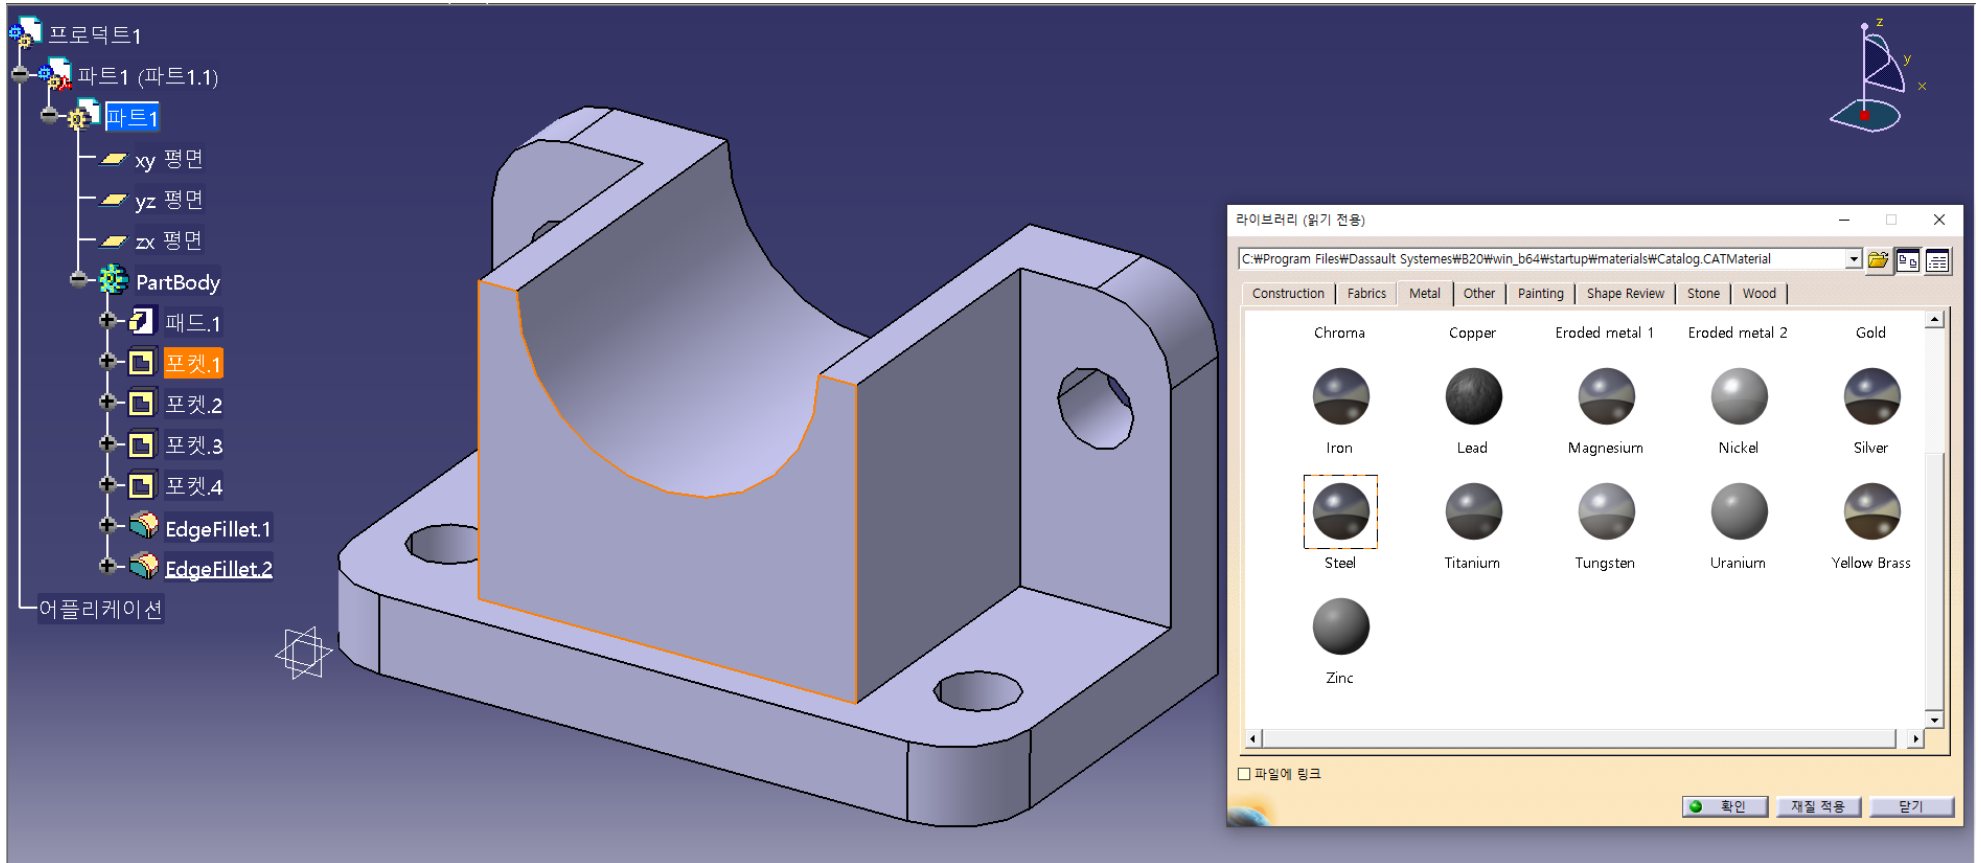 프로덕트1
파트1 (파트1.1)
파트1
xy 평면
yz 평면
zx 평면
PartBody
패드.1
포켓.1
포켓.2
포켓.3
포켓.4
EdgeFillet.1
EdgeFillet.2
어플리케이션
z
y
x
라이브러리 (읽기 전용)
C:₩Program Files₩Dassault Systemes₩B20₩win_b64₩startup₩materials₩Catalog.CATMaterial
Construction Fabrics Metal Other Painting Shape Review Stone Wood
Chroma Copper Eroded metal 1 Eroded metal 2 Gold
Iron Lead Magnesium Nickel Silver
Steel Titanium Tungsten Uranium Yellow Brass
Zinc
파일에 링크
확인 재질 적용 닫기